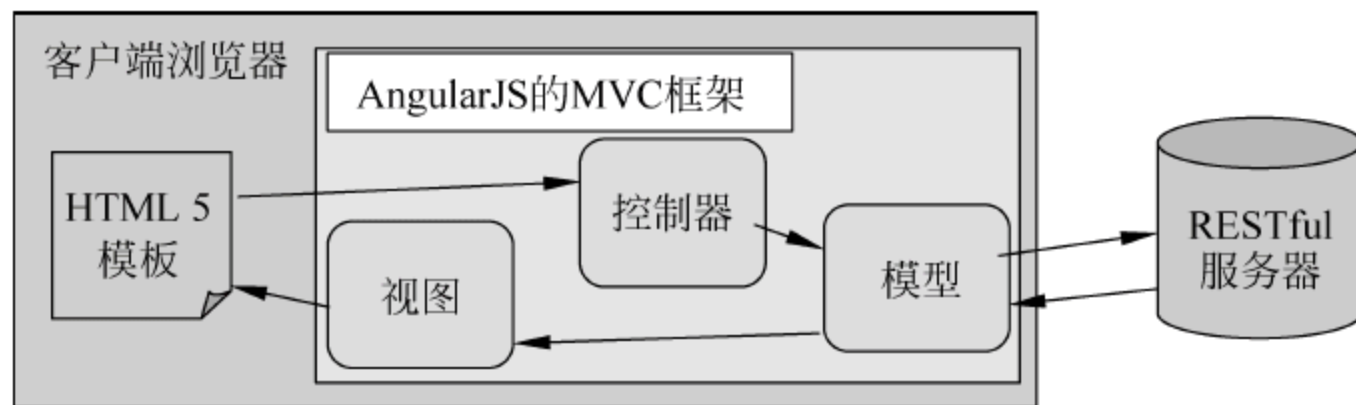 客户端浏览器
AngularJS的MVC框架
HTML 5
模板
控制器
视图
模型
RESTful
服务器